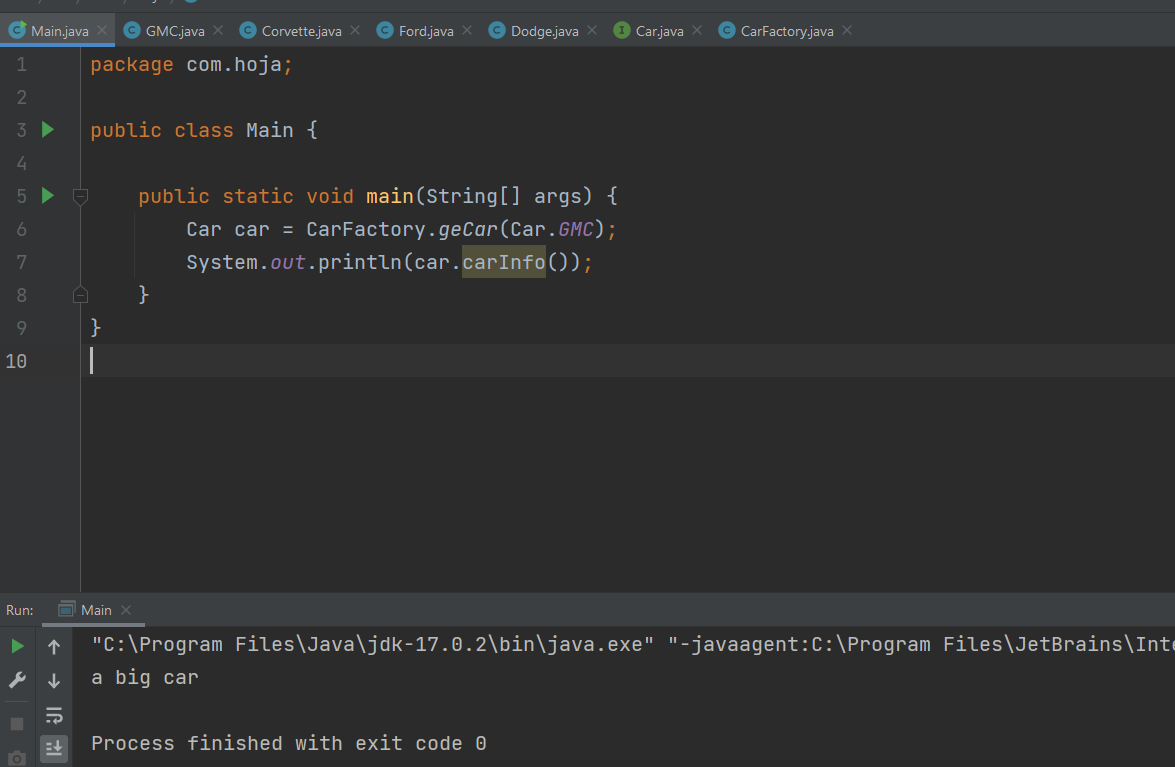 Main.java GMC.java Corvette.java Ford.java Dodge.java Car.java CarFactory.java
1 package com.hoja;
2
3 public class Main {
4
5 public static void main(String[] args) {
6 Car car = CarFactory.geCar(Car.GMC);
7 System.out.println(car.carInfo());
8 }
9 }
10
Run: Main
"C:\Program Files\Java\jdk-17.0.2\bin\java.exe" "-javaagent:C:\Program Files\JetBrains\Inte
a big car
Process finished with exit code 0